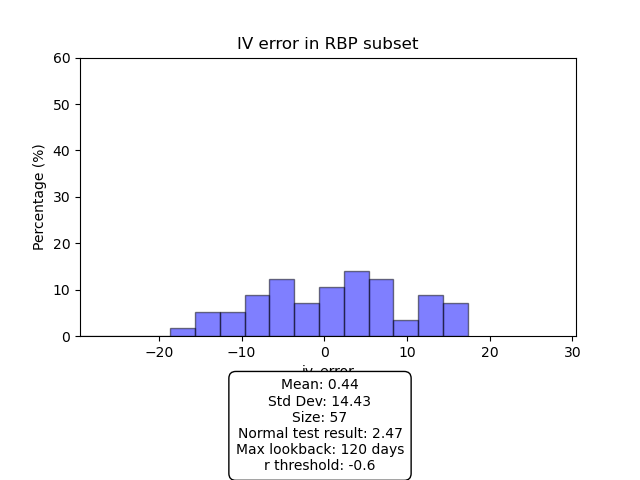 IV error in RBP subset
60
50
40
30
20
10
0
Percentage (%)
−20
−10
0
10
20
30
iv_error
Mean: 0.44
Std Dev: 14.43
Size: 57
Normal test result: 2.47
Max lookback: 120 days
r threshold: -0.6